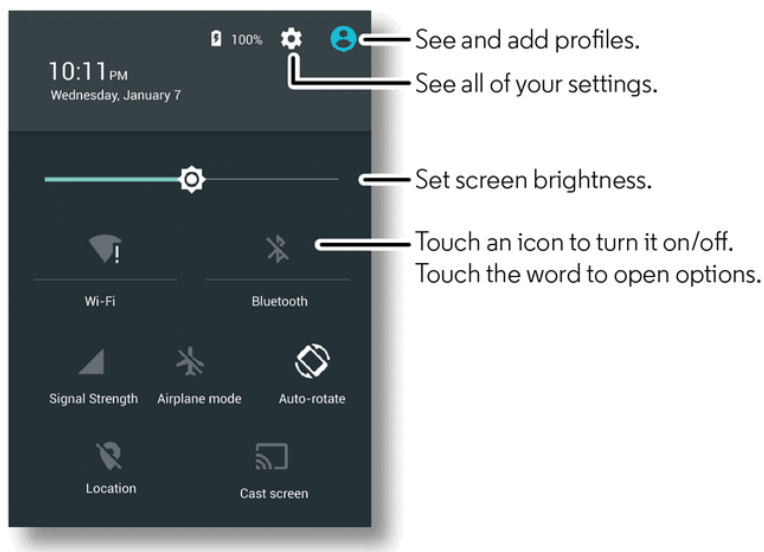 100%
See and add profiles.
10:11 PM
See all of your settings.
Wednesday, January 7
Set screen brightness.
Touch an icon to turn it on/off.
Touch the word to open options.
Wi-Fi
Bluetooth
Signal Strength
Airplane mode
Auto-rotate
Location
Cast screen